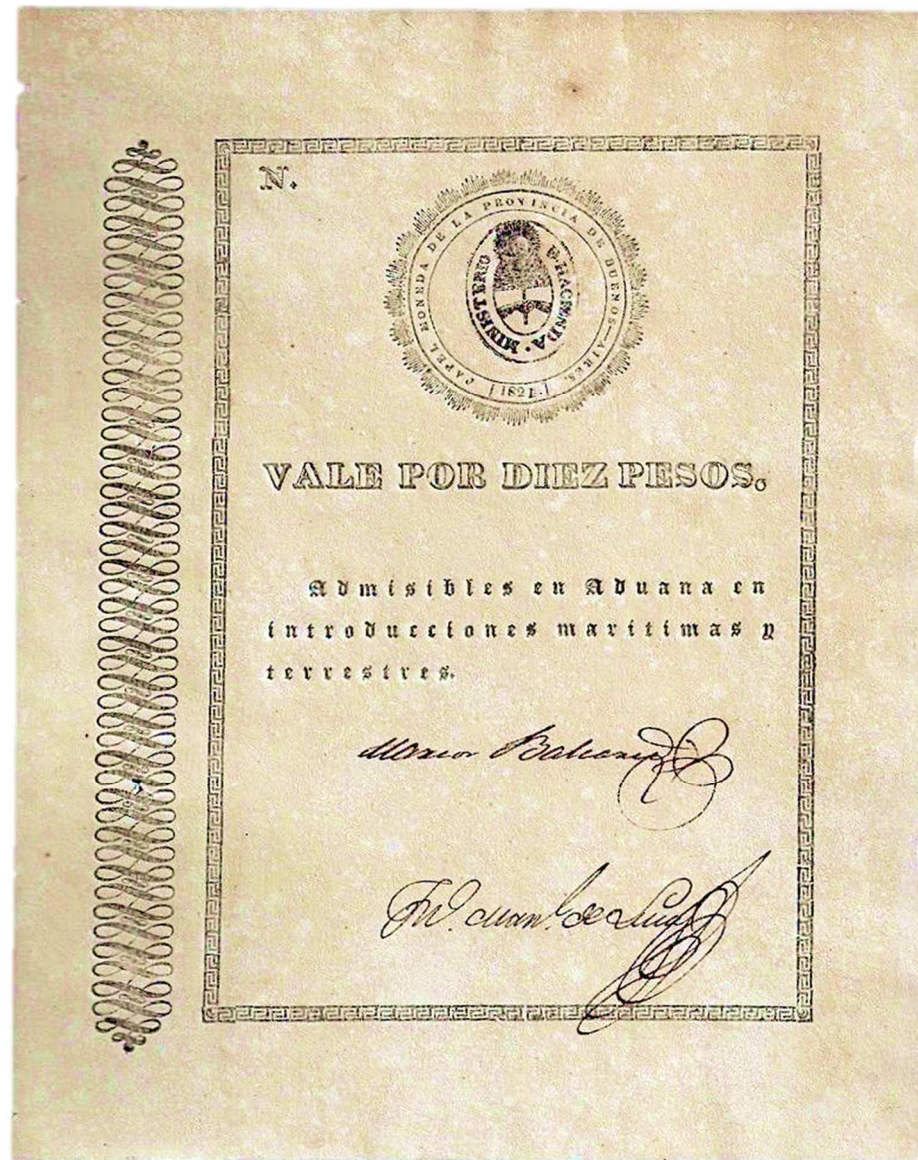 N.
PAPEL MONEDA DE LA PROVINCIA DE BUENOS-AIRES.
MINISTERIO D. HACIENDA.
VALE POR DIEZ PESOS.
Admisibles en Aduana en
introducciones maritimas y
terrestres.
de